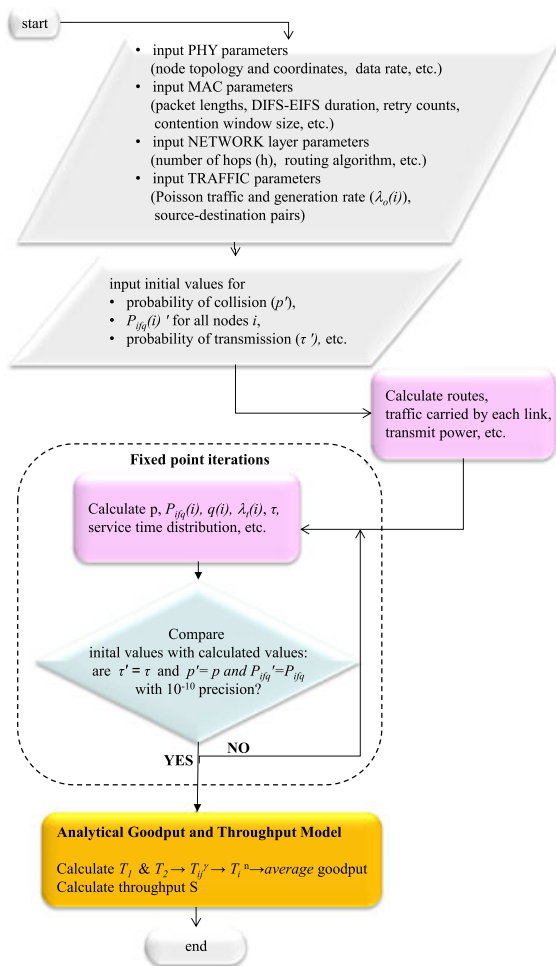 start
• input PHY parameters
(node topology and coordinates, data rate, etc.)
• input MAC parameters
(packet lengths, DIFS-EIFS duration, retry counts,
contention window size, etc.)
• input NETWORK layer parameters
(number of hops (h), routing algorithm, etc.)
• input TRAFFIC parameters
(Poisson traffic and generation rate (λo(i)),
source-destination pairs)
input initial values for
• probability of collision (p'),
• Pifq(i) ' for all nodes i,
• probability of transmission (τ '), etc.
Calculate routes,
traffic carried by each link,
transmit power, etc.
Fixed point iterations
Calculate p, Pifq(i), q(i), λt(i), τ,
service time distribution, etc.
Compare
inital values with calculated values:
are τ' = τ and p'= p and Pifq'=Pifq
with 10-10 precision?
NO
YES
Analytical Goodput and Throughput Model
Calculate T1 & T2→ Tijγ→ Ti n→average goodput
Calculate throughput S
end